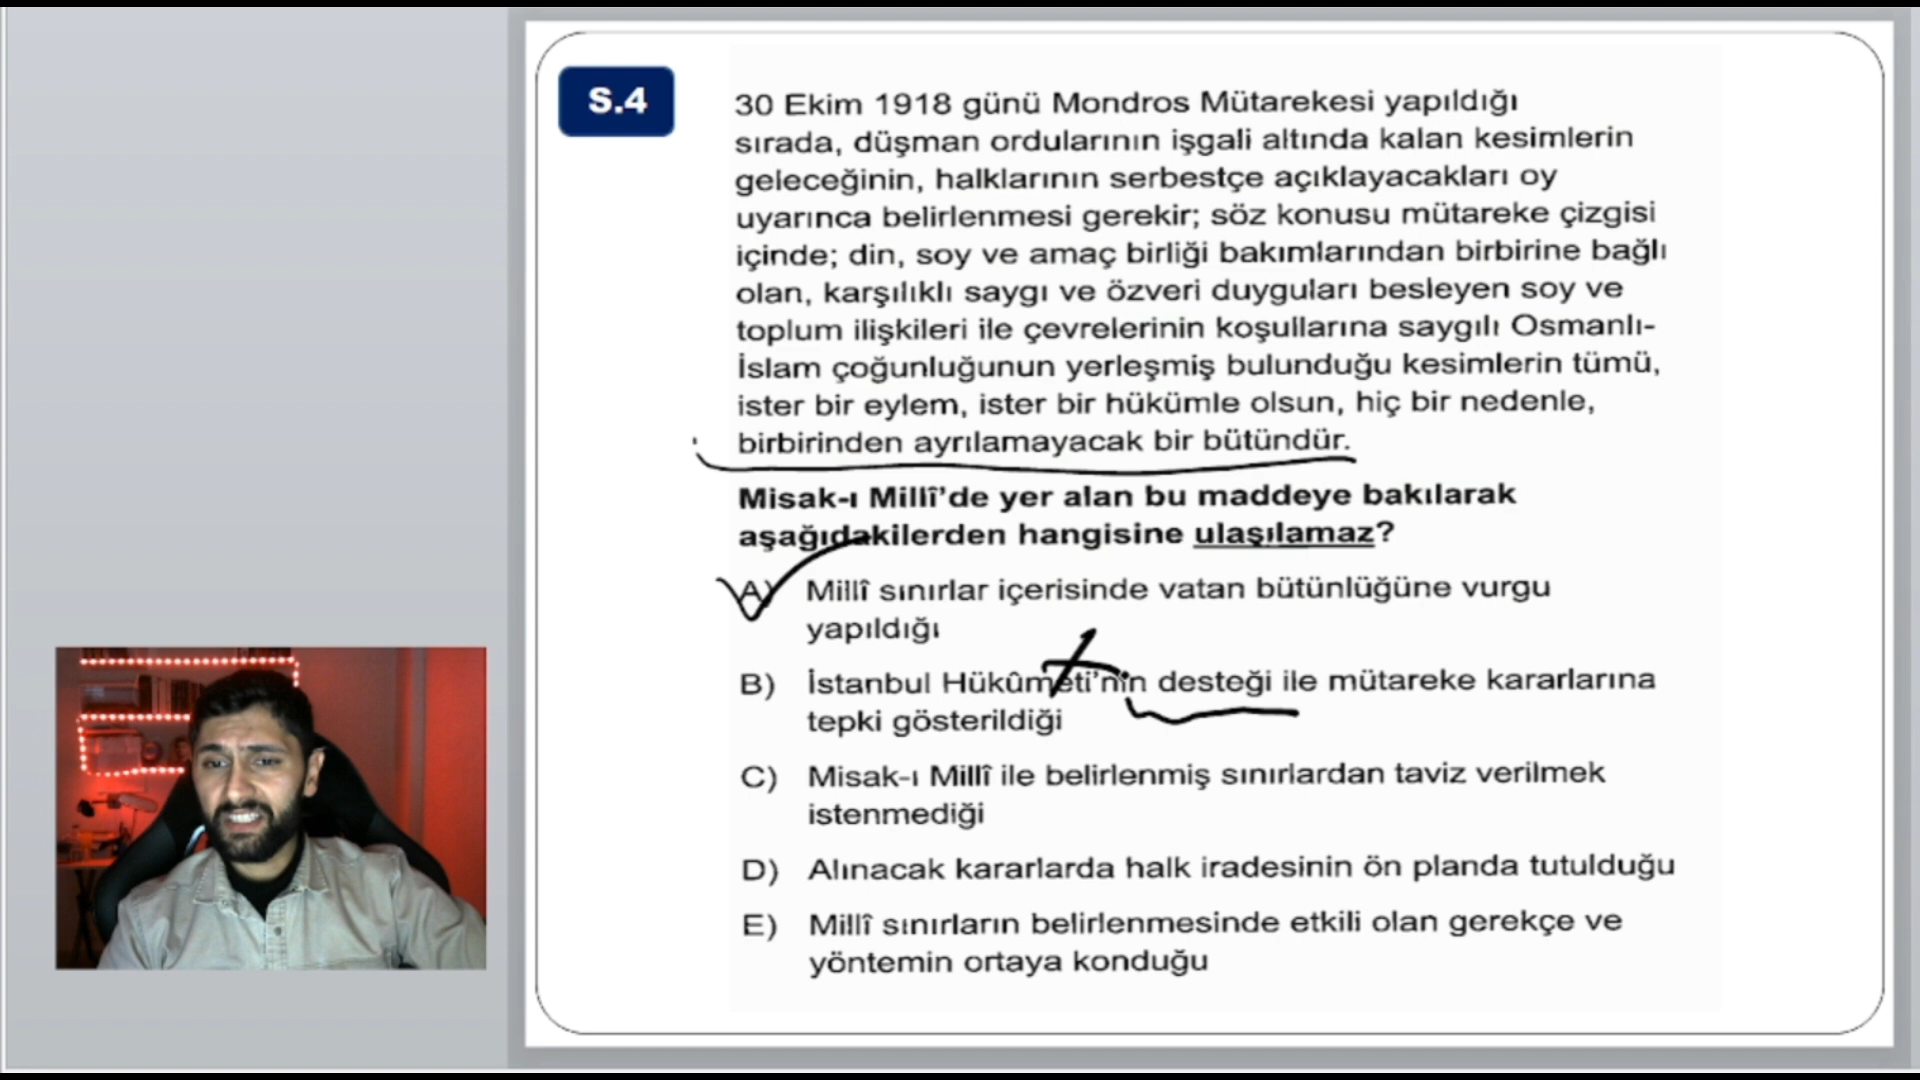 S.4
30 Ekim 1918 günü Mondros Mütarekesi yapıldığı
sırada, düşman ordularının işgali altında kalan kesimlerin
geleceğinin, halklarının serbestçe açıklayacakları oy
uyarınca belirlenmesi gerekir; söz konusu mütareke çizgisi
içinde; din, soy ve amaç birliği bakımlarından birbirine bağlı
olan, karşılıklı saygı ve özveri duyguları besleyen soy ve
toplum ilişkileri ile çevrelerinin koşullarına saygılı Osmanlı-
İslam çoğunluğunun yerleşmiş bulunduğu kesimlerin tümü,
ister bir eylem, ister bir hükümle olsun, hiç bir nedenle,
birbirinden ayrılamayacak bir bütündür.
Misak-ı Millî’de yer alan bu maddeye bakılarak
aşağıdakilerden hangisine ulaşılamaz?
A) Millî sınırlar içerisinde vatan bütünlüğüne vurgu
yapıldığı
B) İstanbul Hükûmeti’nin desteği ile mütareke kararlarına
tepki gösterildiği
C) Misak-ı Millî ile belirlenmiş sınırlardan taviz verilmek
istenmediği
D) Alınacak kararlarda halk iradesinin ön planda tutulduğu
E) Millî sınırların belirlenmesinde etkili olan gerekçe ve
yöntemin ortaya konduğu